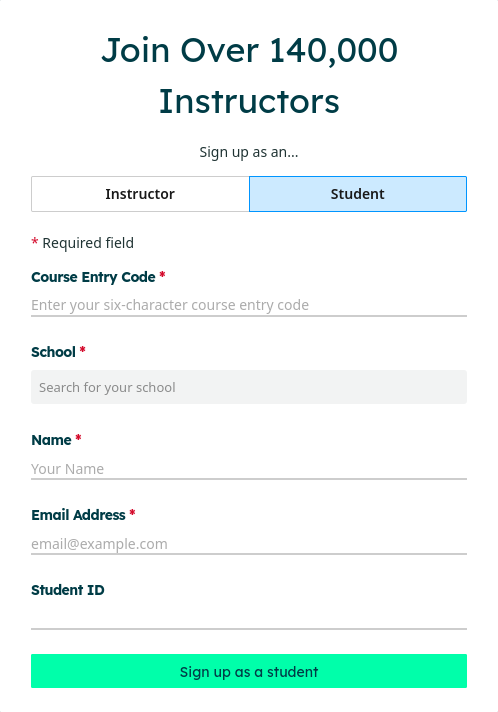 Join Over 140,000
Instructors
Sign up as an...
Instructor Student
* Required field
Course Entry Code *
Enter your six-character course entry code
School *
Search for your school
Name *
Your Name
Email Address *
email@example.com
Student ID
Sign up as a student